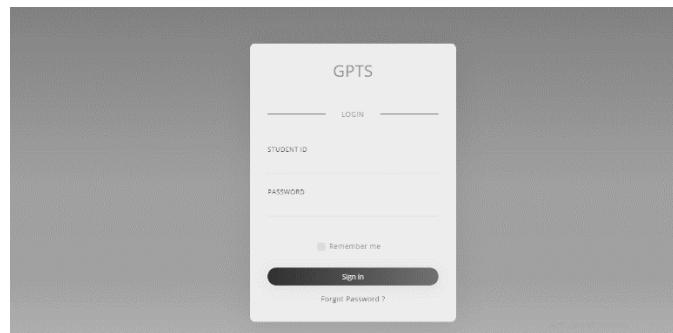 GPTS
LOGIN
STUDENT ID
PASSWORD
Remember me
Sign in
Forgot Password ?